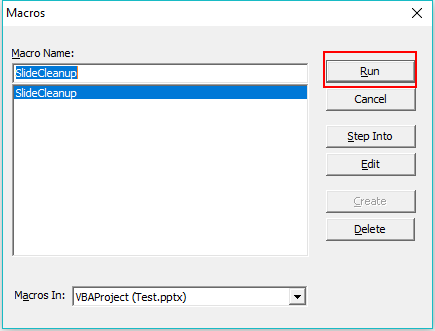 Macros
Macro Name:
SlideCleanup
SlideCleanup
Run
Cancel
Step Into
Edit
Create
Delete
Macros In:
VBAProject (Test.pptx)